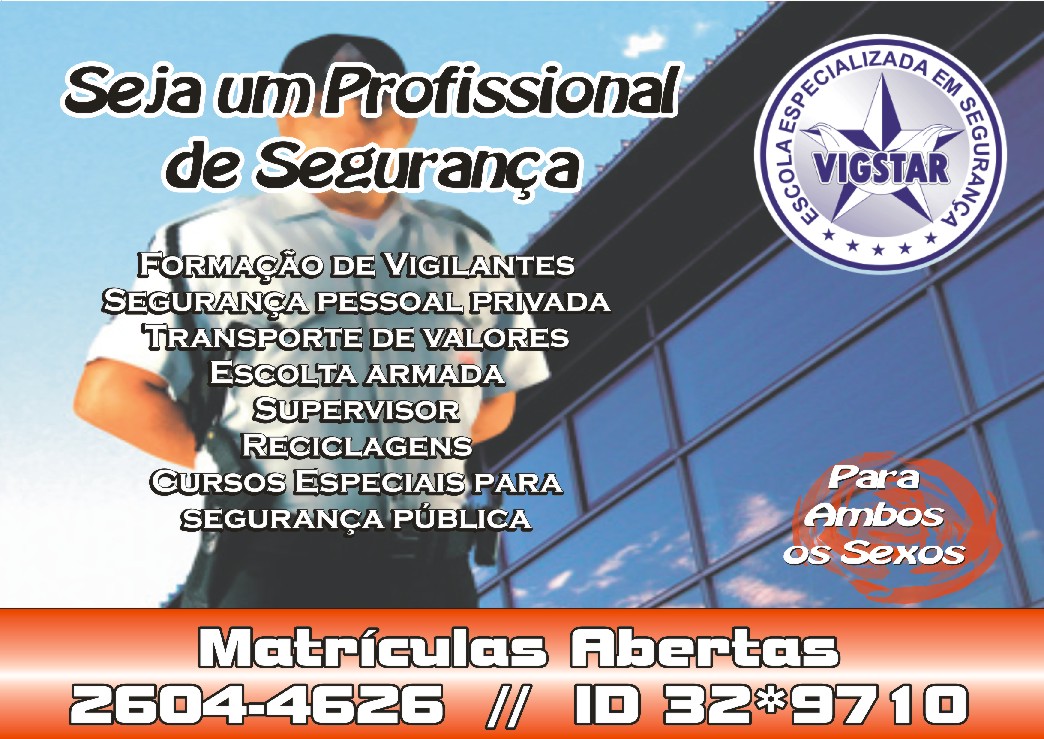 Seja um Profissional
de Segurança
ESCOLA ESPECIALIZADA EM SEGURANÇA
VIGSTAR
FORMAÇÃO DE VIGILANTES
SEGURANÇA PESSOAL PRIVADA
TRANSPORTE DE VALORES
ESCOLTA ARMADA
SUPERVISOR
RECICLAGENS
CURSOS ESPECIAIS PARA
SEGURANÇA PÚBLICA
Para
Ambos
os Sexos
Matrículas Abertas
2604-4626 // ID 32*9710